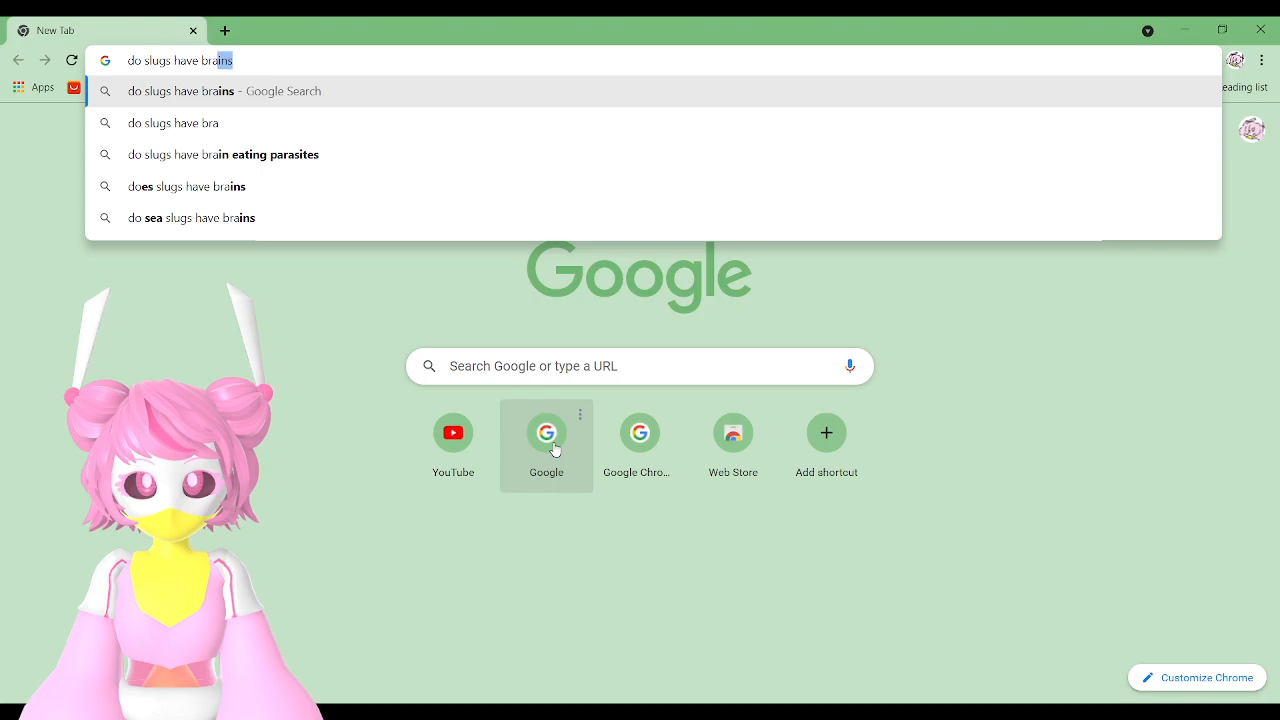 New Tab
do slugs have brains
Apps
eading list
do slugs have brains - Google Search
do slugs have bra
do slugs have brain eating parasites
does slugs have brains
do sea slugs have brains
Google
Search Google or type a URL
YouTube
Google
Google Chro...
Web Store
Add shortcut
Customize Chrome